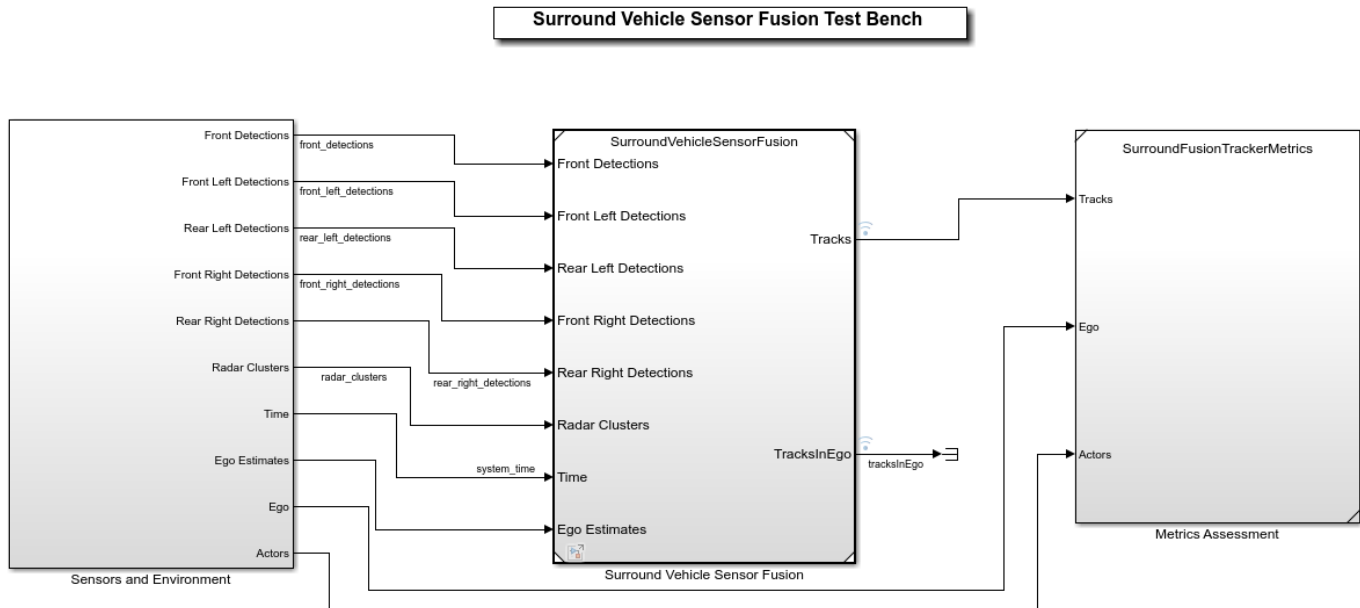 Surround Vehicle Sensor Fusion Test Bench
Front Detections
Front Left Detections
Rear Left Detections
Front Right Detections
Rear Right Detections
Radar Clusters
Time
Ego Estimates
Ego
Actors
Sensors and Environment
front_detections
front_left_detections
rear_left_detections
front_right_detections
rear_right_detections
radar_clusters
system_time
SurroundVehicleSensorFusion
Front Detections
Front Left Detections
Rear Left Detections
Front Right Detections
Rear Right Detections
Radar Clusters
Time
Ego Estimates
Tracks
TracksInEgo
Surround Vehicle Sensor Fusion
tracksInEgo
SurroundFusionTrackerMetrics
Tracks
Ego
Actors
Metrics Assessment